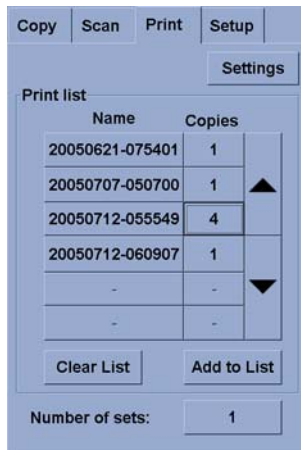 Copy Scan Print Setup
Settings
Print list
Name Copies
20050621-075401 1
20050707-050700 1
20050712-055549 4
20050712-060907 1
- -
- -
Clear List Add to List
Number of sets: 1